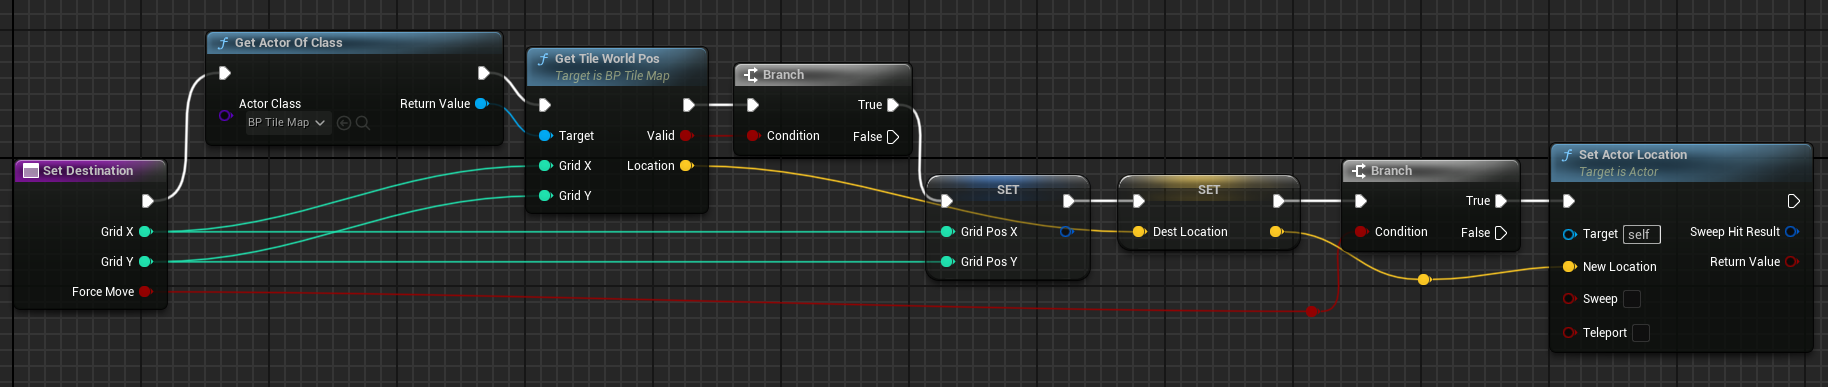 Set Destination
Grid X
Grid Y
Force Move
Get Actor Of Class
Actor Class
BP Tile Map
Return Value
Get Tile World Pos
Target is BP Tile Map
Target
Valid
Grid X
Location
Grid Y
Branch
True
Condition
False
SET
Grid Pos X
Grid Pos Y
SET
Dest Location
Branch
True
Condition
False
Set Actor Location
Target is Actor
Target self
Sweep Hit Result
New Location
Return Value
Sweep
Teleport